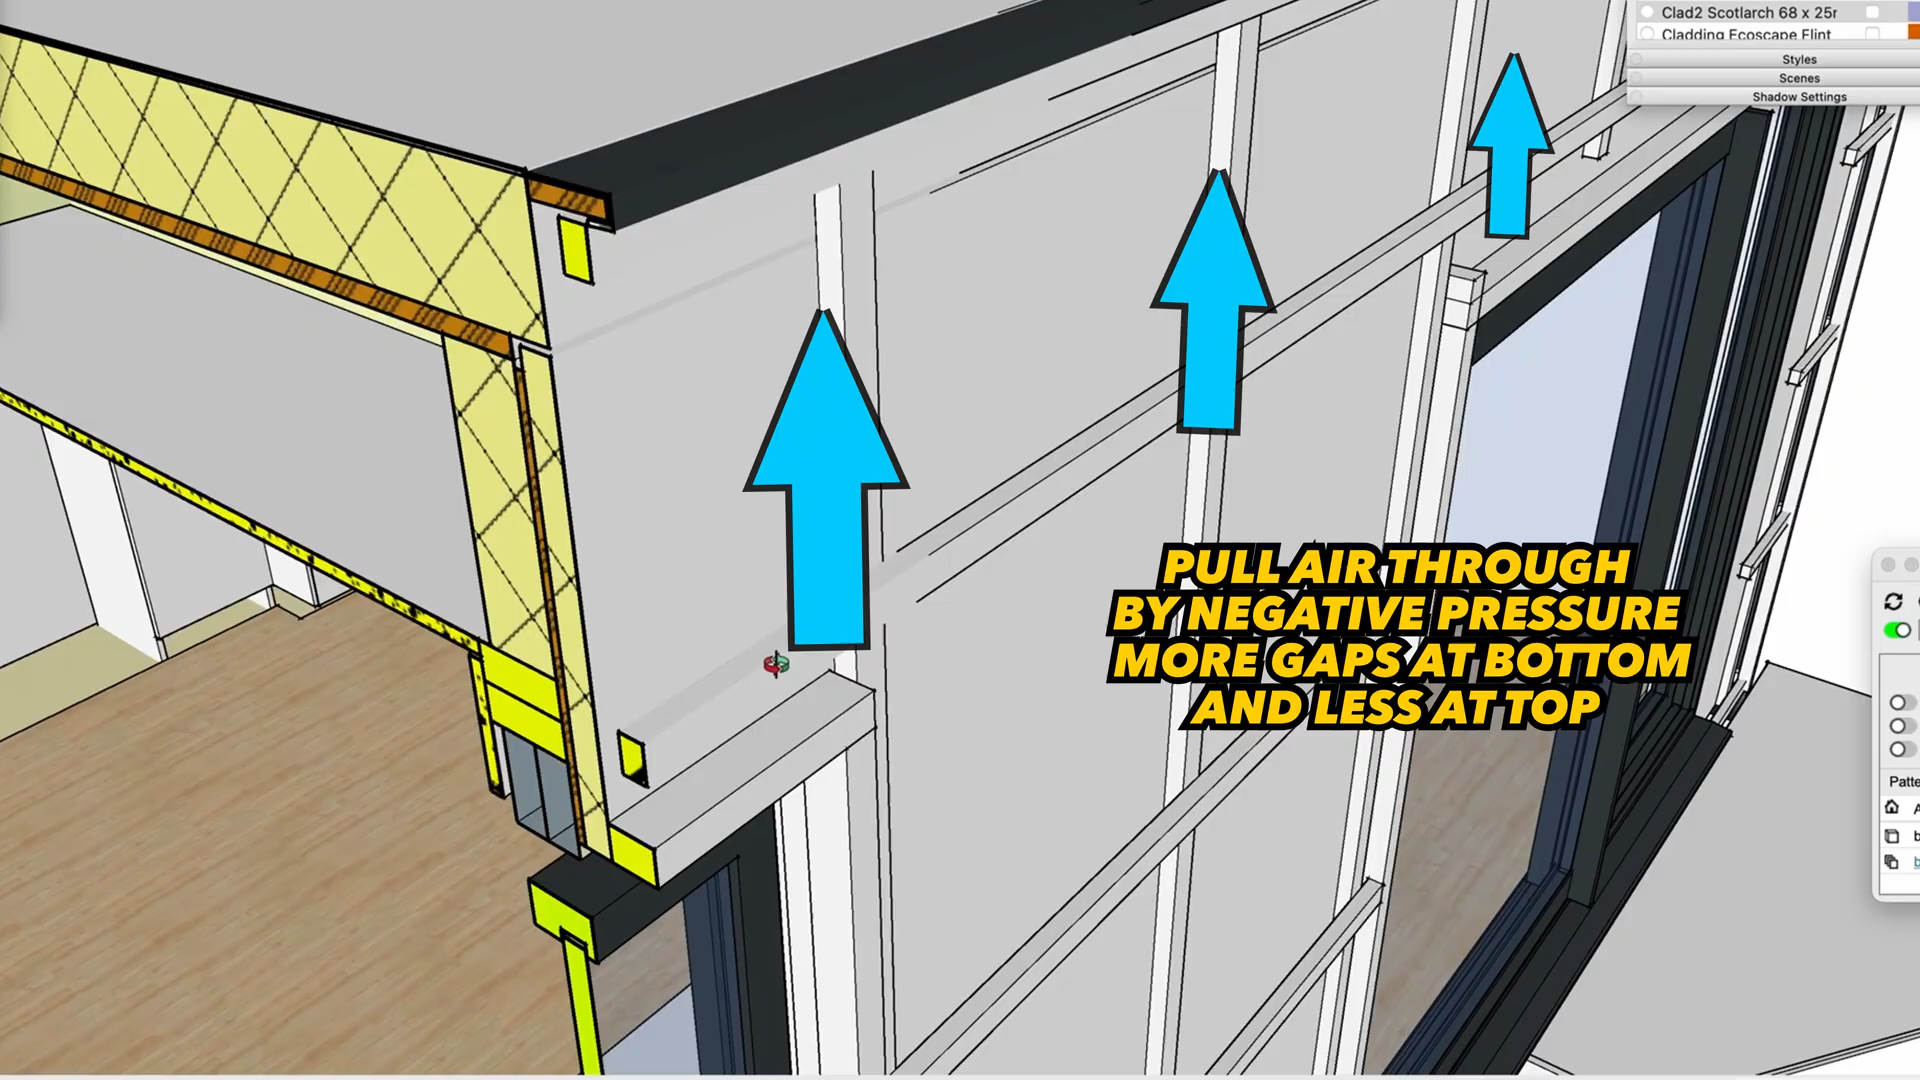 Clad2 Scotlarch 68 x 25r
Cladding Ecoscape Flint
Styles
Scenes
Shadow Settings
PULL AIR THROUGH
BY NEGATIVE PRESSURE
MORE GAPS AT BOTTOM
AND LESS AT TOP
Patte